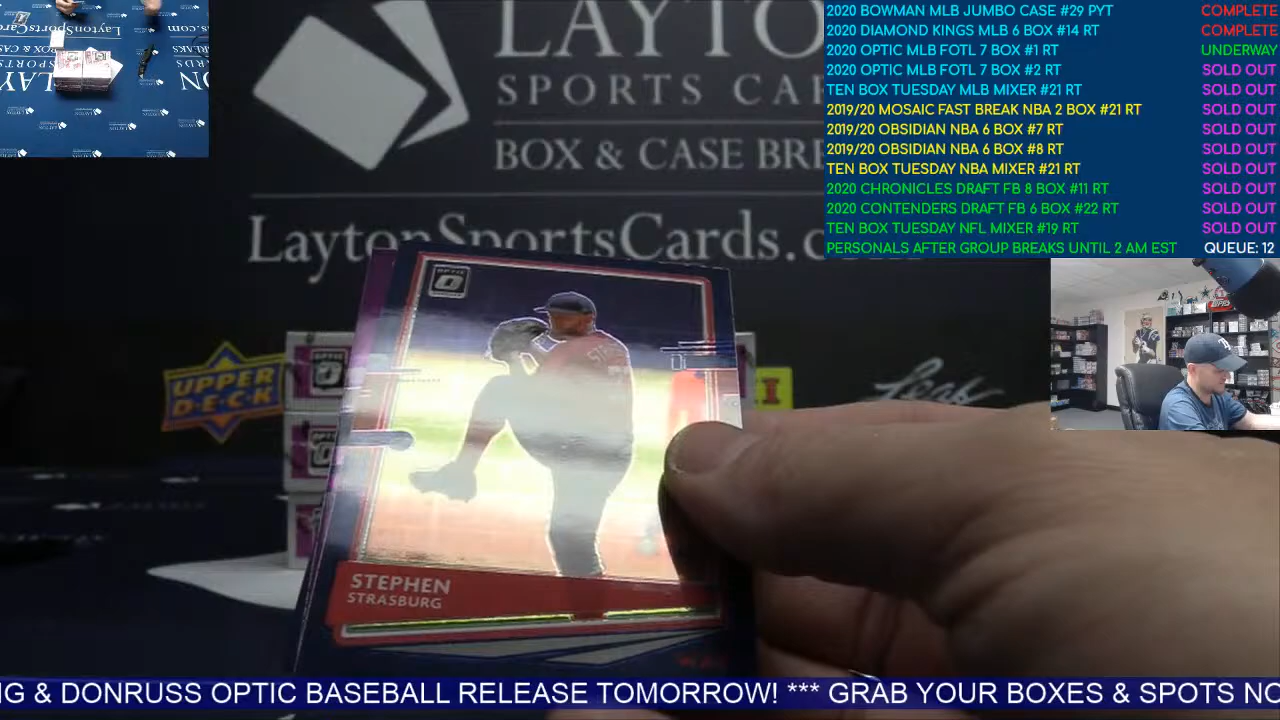 2020 BOWMAN MLB JUMBO CASE #29 PYT COMPLETE
2020 DIAMOND KINGS MLB 6 BOX #14 RT COMPLETE
2020 OPTIC MLB FOTL 7 BOX #1 RT UNDERWAY
2020 OPTIC MLB FOTL 7 BOX #2 RT SOLD OUT
TEN BOX TUESDAY MLB MIXER #21 RT SOLD OUT
2019/20 MOSAIC FAST BREAK NBA 2 BOX #21 RT SOLD OUT
2019/20 OBSIDIAN NBA 6 BOX #7 RT SOLD OUT
2019/20 OBSIDIAN NBA 6 BOX #8 RT SOLD OUT
TEN BOX TUESDAY NBA MIXER #21 RT SOLD OUT
2020 CHRONICLES DRAFT FB 8 BOX #11 RT SOLD OUT
2020 CONTENDERS DRAFT FB 6 BOX #22 RT SOLD OUT
TEN BOX TUESDAY NFL MIXER #19 RT SOLD OUT
PERSONALS AFTER GROUP BREAKS UNTIL 2 AM EST QUEUE: 12
LAYTO
SPORTS CAR
BOX & CASE BRE
LaytonSportsCards.c
OPTIC
UPPER
DECK
Leaf
STEPHEN
STRASBURG
NG & DONRUSS OPTIC BASEBALL RELEASE TOMORROW! *** GRAB YOUR BOXES & SPOTS NO